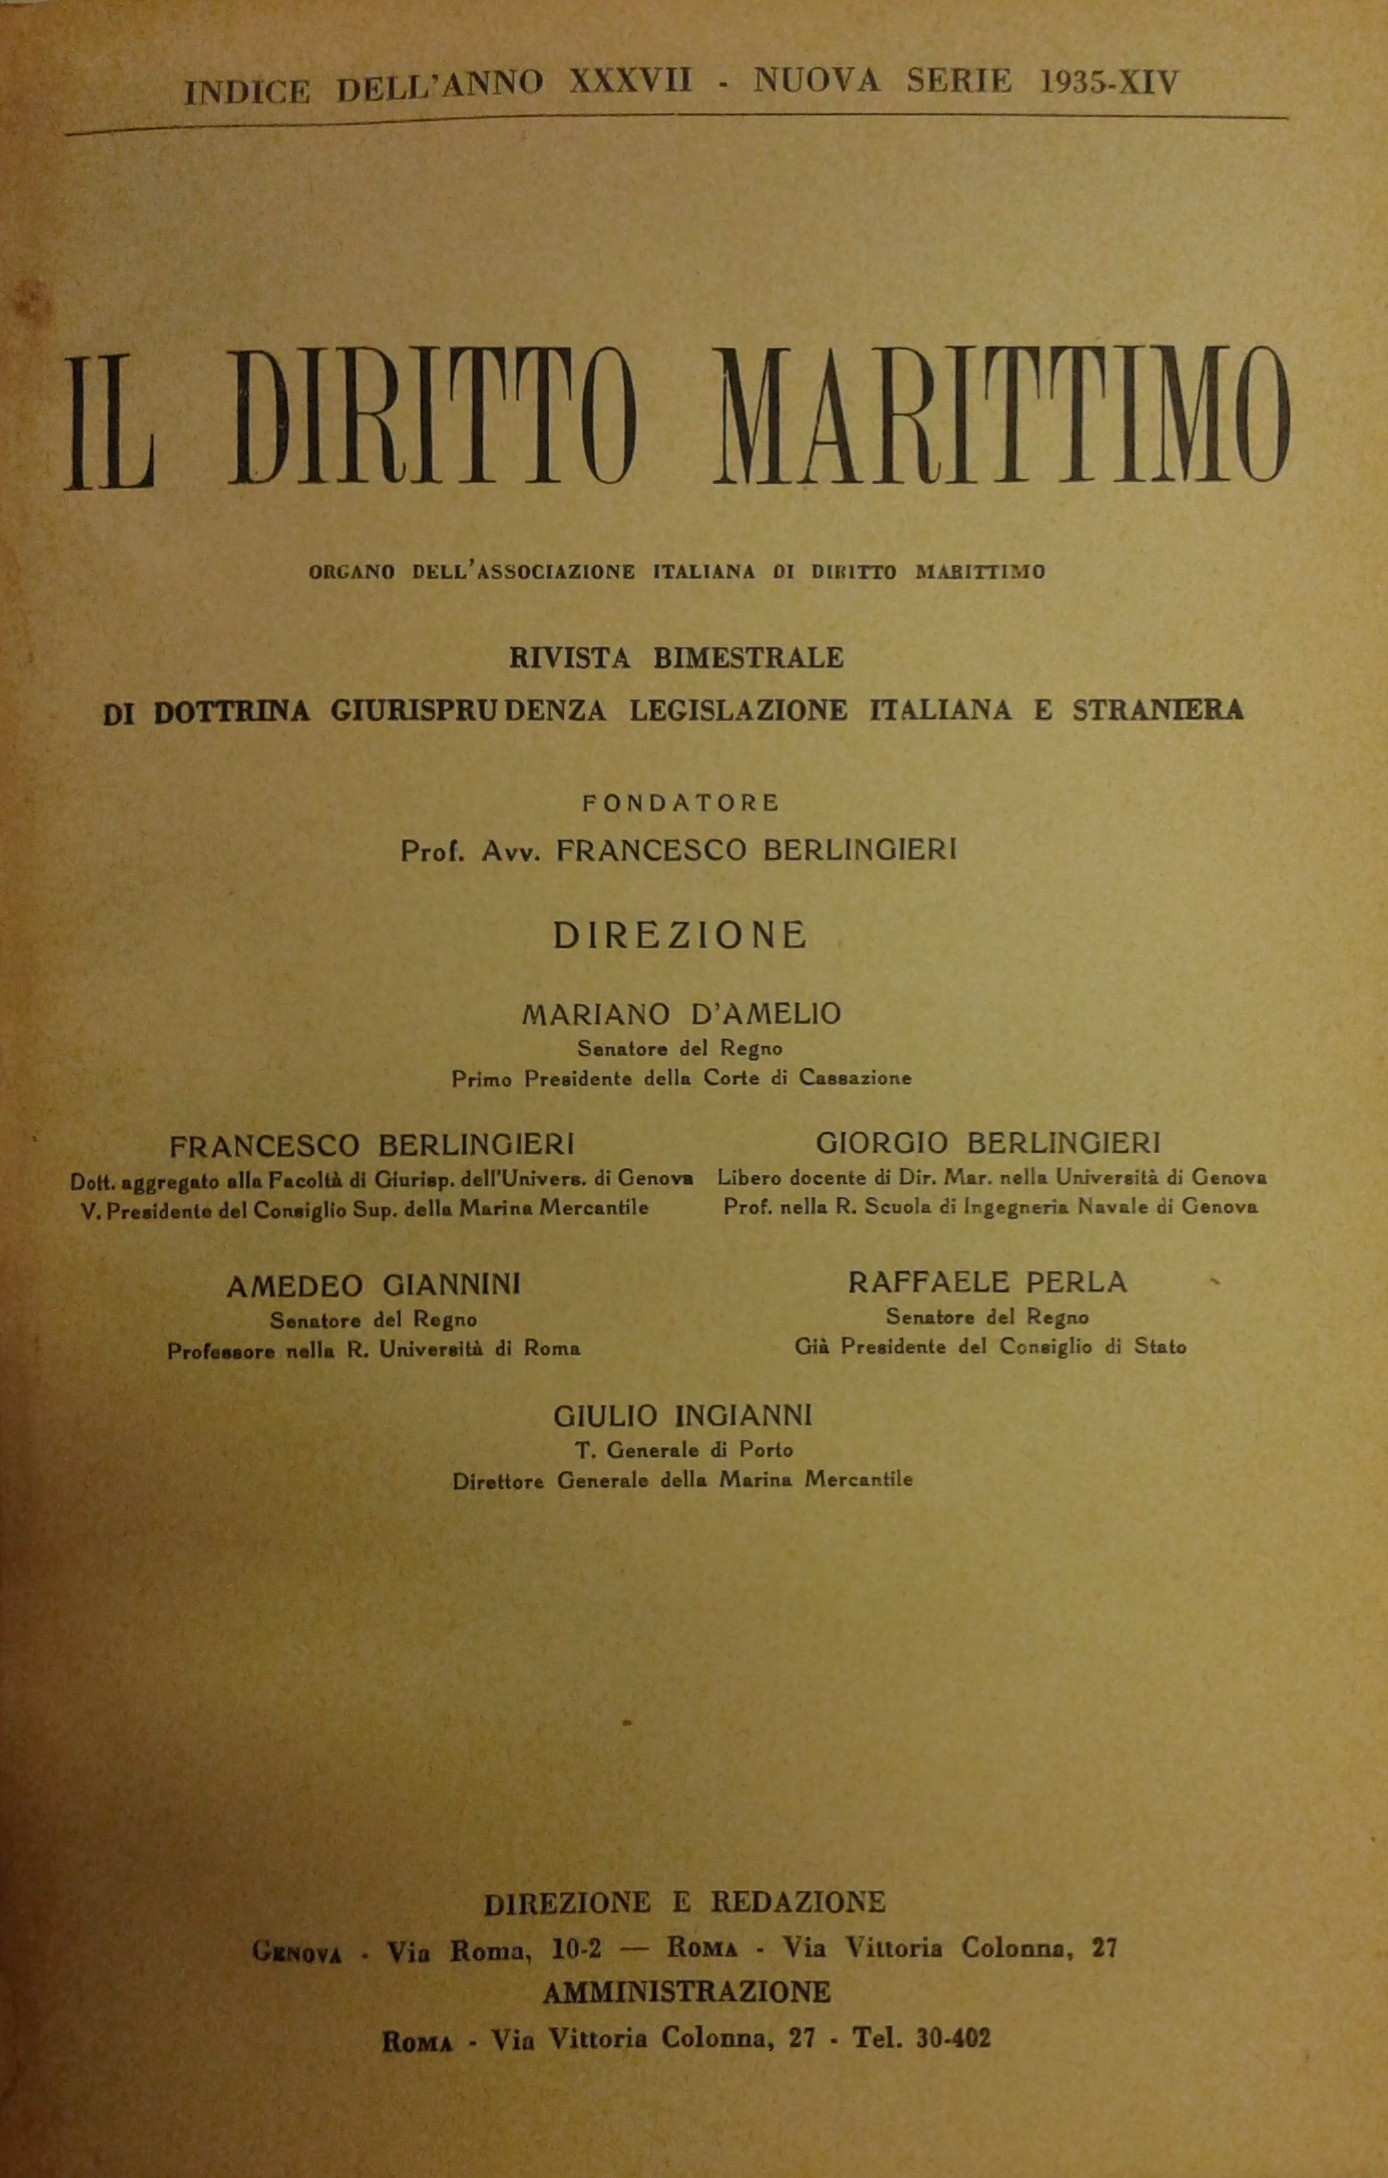 INDICE DELL'ANNO XXXVII - NUOVA SERIE 1935-XIV
IL DIRITTO MARITTIMO
ORGANO DELL'ASSOCIAZIONE ITALIANA DI DIRITTO MARITTIMO
RIVISTA BIMESTRALE
DI DOTTRINA GIURISPRUDENZA LEGISLAZIONE ITALIANA E STRANIERA
FONDATORE
Prof. Avv. FRANCESCO BERLINGIERI
DIREZIONE
MARIANO D'AMELIO
Senatore del Regno
Primo Presidente della Corte di Cassazione
FRANCESCO BERLINGIERI
Dott. aggregato alla Facoltà di Giurisp. dell'Univers. di Genova
V. Presidente del Consiglio Sup. della Marina Mercantile
GIORGIO BERLINGIERI
Libero docente di Dir. Mar. nella Università di Genova
Prof. nella R. Scuola di Ingegneria Navale di Genova
AMEDEO GIANNINI
Senatore del Regno
Professore nella R. Università di Roma
RAFFAELE PERLA
Senatore del Regno
Già Presidente del Consiglio di Stato
GIULIO INGIANNI
T. Generale di Porto
Direttore Generale della Marina Mercantile
DIREZIONE E REDAZIONE
GENOVA - Via Roma, 10-2 — ROMA - Via Vittoria Colonna, 27
AMMINISTRAZIONE
ROMA - Via Vittoria Colonna, 27 - Tel. 30-402